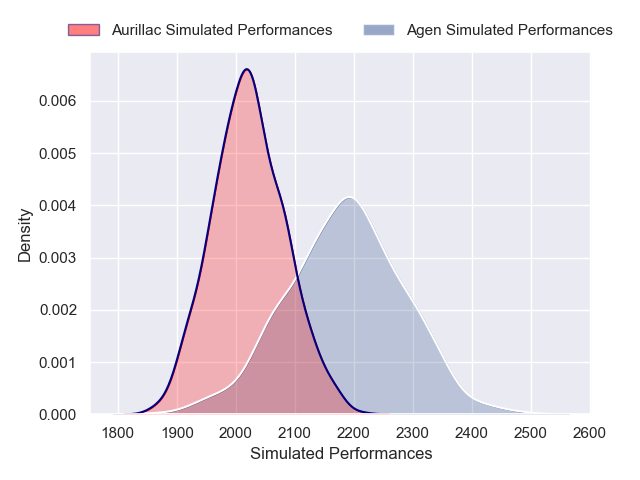 Aurillac Simulated Performances Agen Simulated Performances
0.006
0.005
0.004
0.003
0.002
0.001
0.000
1800 1900 2000 2100 2200 2300 2400 2500 2600
Density
Simulated Performances